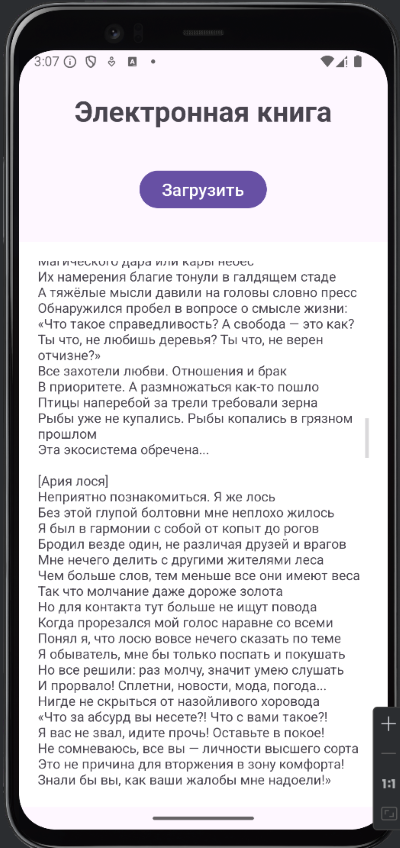 3:07
Электронная книга
Загрузить
Магического дара или кары небес
Их намерения благие тонули в галдящем стаде
А тяжёлые мысли давили на головы словно пресс
Обнаружился пробел в вопросе о смысле жизни:
«Что такое справедливость? А свобода — это как?
Ты что, не любишь деревья? Ты что, не верен
отчизне?»
Все захотели любви. Отношения и брак
В приоритете. А размножаться как-то пошло
Птицы наперебой за трели требовали зерна
Рыбы уже не купались. Рыбы копались в грязном
прошлом
Эта экосистема обречена...
[Ария лося]
Неприятно познакомиться. Я же лось
Без этой глупой болтовни мне неплохо жилось
Я был в гармонии с собой от копыт до рогов
Бродил везде один, не различая друзей и врагов
Мне нечего делить с другими жителями леса
Чем больше слов, тем меньше все они имеют веса
Так что молчание даже дороже золота
Но для контакта тут больше не ищут повода
Когда прорезался мой голос наравне со всеми
Понял я, что лосю вовсе нечего сказать по теме
Я обыватель, мне бы только поспать и покушать
Но все решили: раз молчу, значит умею слушать
И прорвало! Сплетни, новости, мода, погода...
Нигде не скрыться от назойливого хоровода
«Что за абсурд вы несете?! Что с вами такое?!
Я вас не звал, идите прочь! Оставьте в покое!
Не сомневаюсь, все вы — личности высшего сорта
Это не причина для вторжения в зону комфорта!
Знали бы вы, как ваши жалобы мне надоели!»
1:1